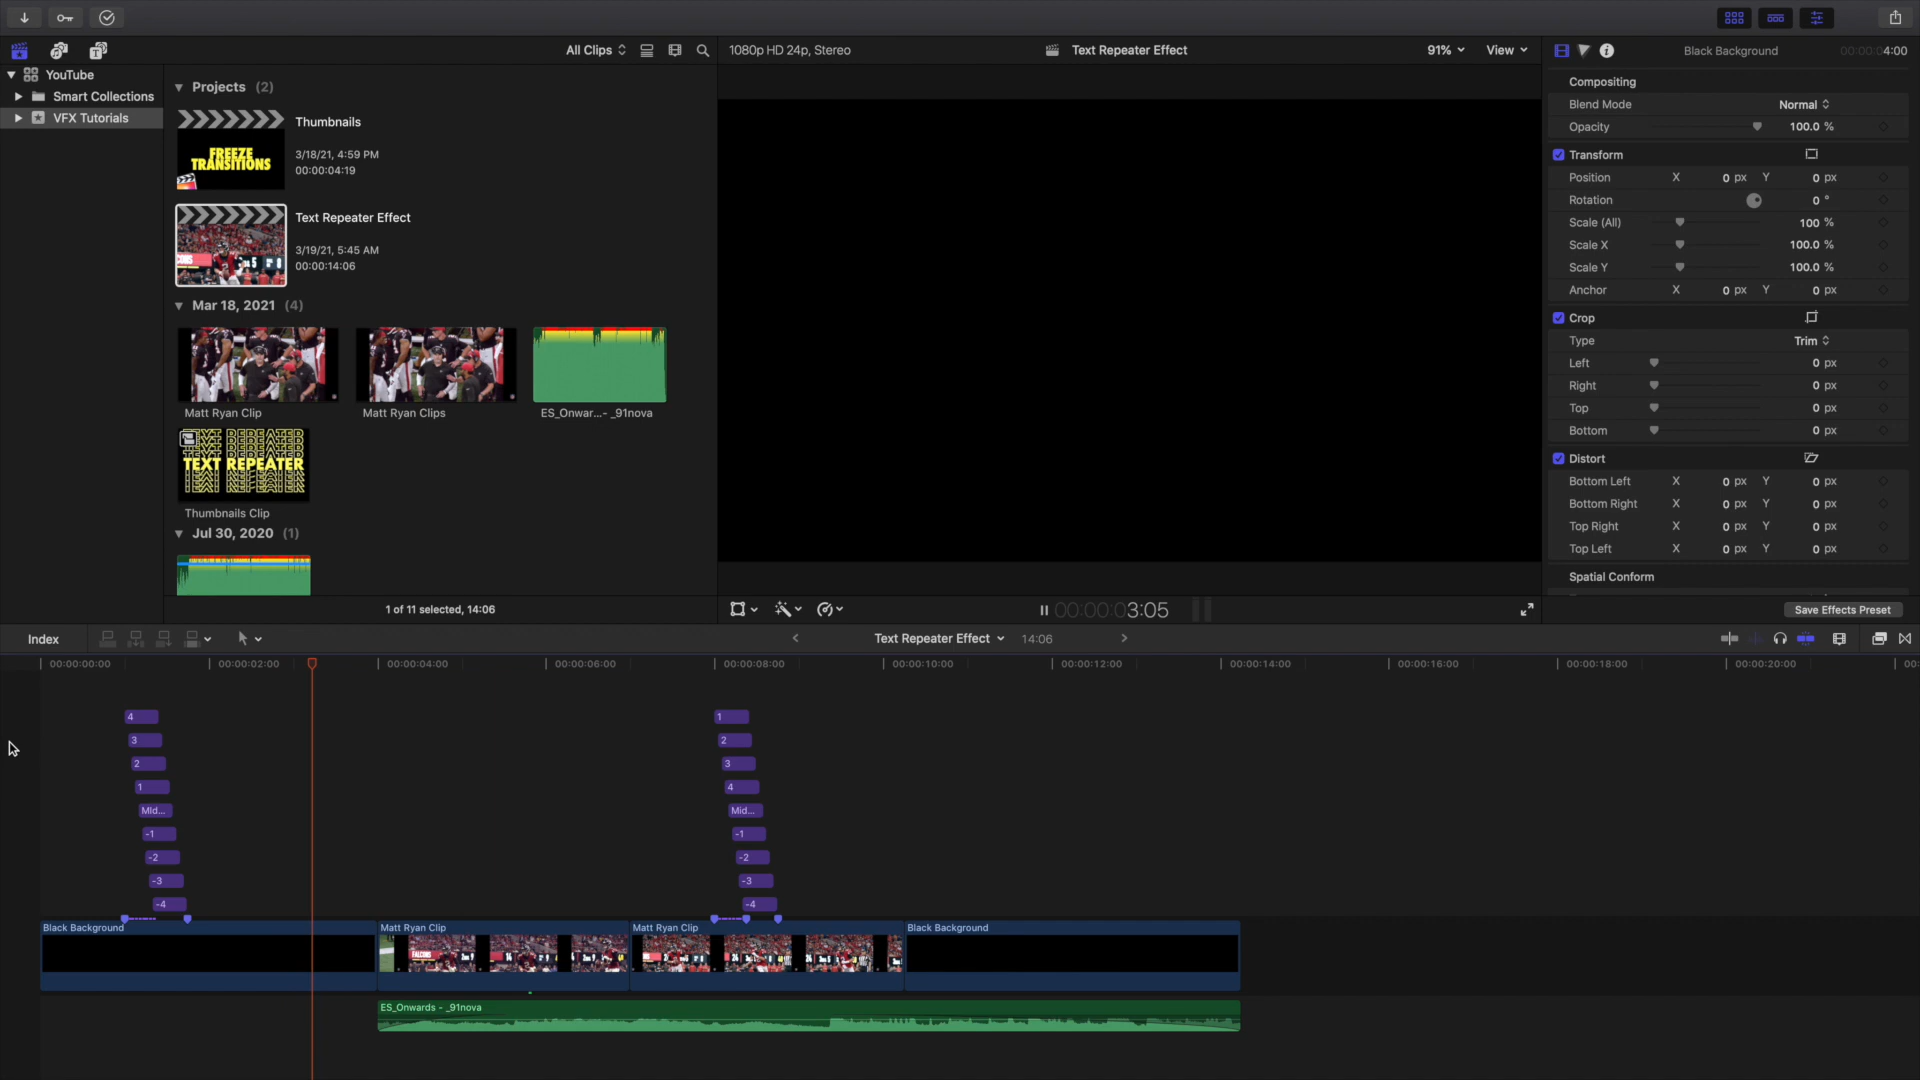 All Clips
1080p HD 24p, Stereo
Text Repeater Effect
91%
View
Black Background
00:00:04:00
YouTube
Smart Collections
VFX Tutorials
Projects (2)
Thumbnails
3/18/21, 4:59 PM
00:00:04:19
FREEZE
TRANSITIONS
Text Repeater Effect
3/19/21, 5:45 AM
00:00:14:06
Mar 18, 2021 (4)
Matt Ryan Clip
Matt Ryan Clips
ES_Onwar...- _91nova
TEXT REPEATER
Thumbnails Clip
Jul 30, 2020 (1)
1 of 11 selected, 14:06
00:00:03:05
Compositing
Blend Mode Normal
Opacity 100.0 %
Transform
Position X 0 px Y 0 px
Rotation 0 °
Scale (All) 100 %
Scale X 100.0 %
Scale Y 100.0 %
Anchor X 0 px Y 0 px
Crop
Type Trim
Left 0 px
Right 0 px
Top 0 px
Bottom 0 px
Distort
Bottom Left X 0 px Y 0 px
Bottom Right X 0 px Y 0 px
Top Right X 0 px Y 0 px
Top Left X 0 px Y 0 px
Spatial Conform
Save Effects Preset
Index
Text Repeater Effect
14:06
00:00:00:00 00:00:02:00 00:00:04:00 00:00:06:00 00:00:08:00 00:00:10:00 00:00:12:00 00:00:14:00 00:00:16:00 00:00:18:00 00:00:20:00
4
3
2
1
MId...
-1
-2
-3
-4
1
2
3
4
Mid...
-1
-2
-3
-4
Black Background
Matt Ryan Clip
Matt Ryan Clip
Black Background
FALCONS
ES_Onwards - _91nova